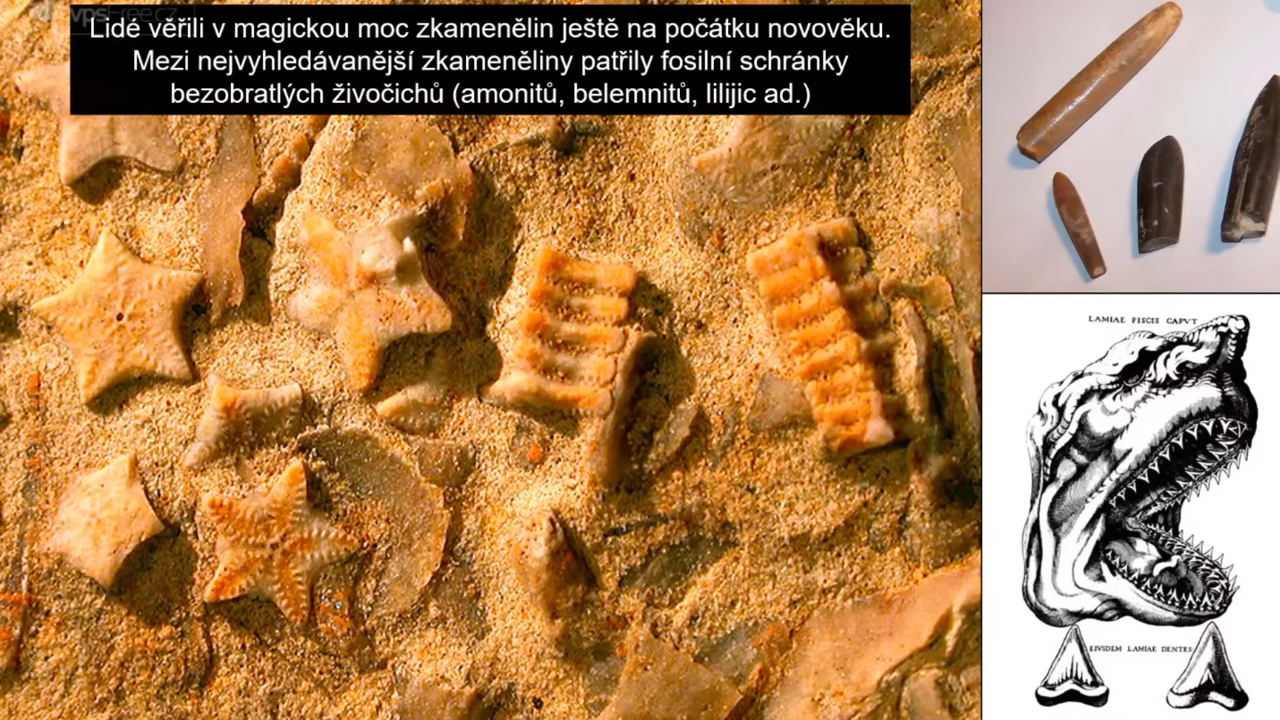 Lidé věřili v magickou moc zkamenělin ještě na počátku novověku.
Mezi nejvyhledávanější zkameněliny patřily fosilní schránky
bezobratlých živočichů (amonitů, belemnitů, lilijic ad.)
LAMIAE PISCIS CAPVT
EIVSDEM LAMIAE DENTES